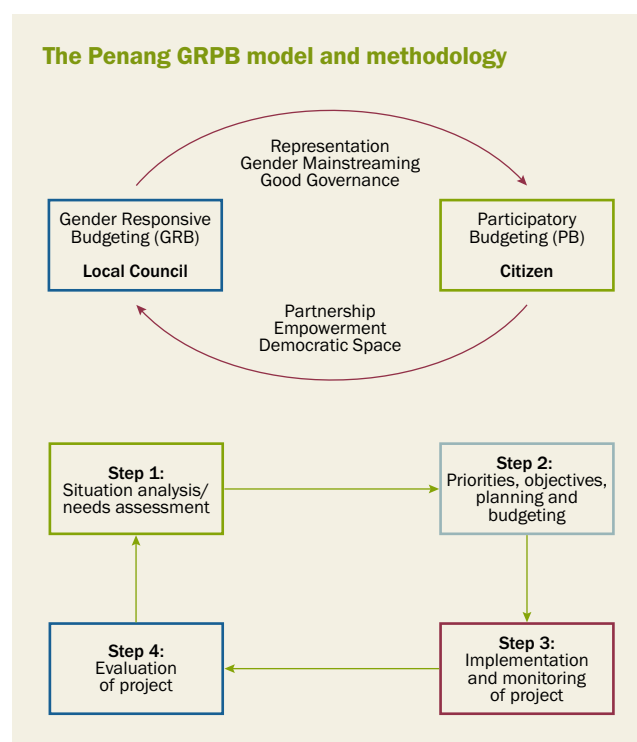 The Penang GRPB model and methodology
Representation
Gender Mainstreaming
Good Governance
Gender Responsive
Budgeting (GRB)
Local Council
Participatory
Budgeting (PB)
Citizen
Partnership
Empowerment
Democratic Space
Step 1:
Situation analysis/
needs assessment
Step 2:
Priorities, objectives,
planning and
budgeting
Step 4:
Evaluation
of project
Step 3:
Implementation
and monitoring
of project